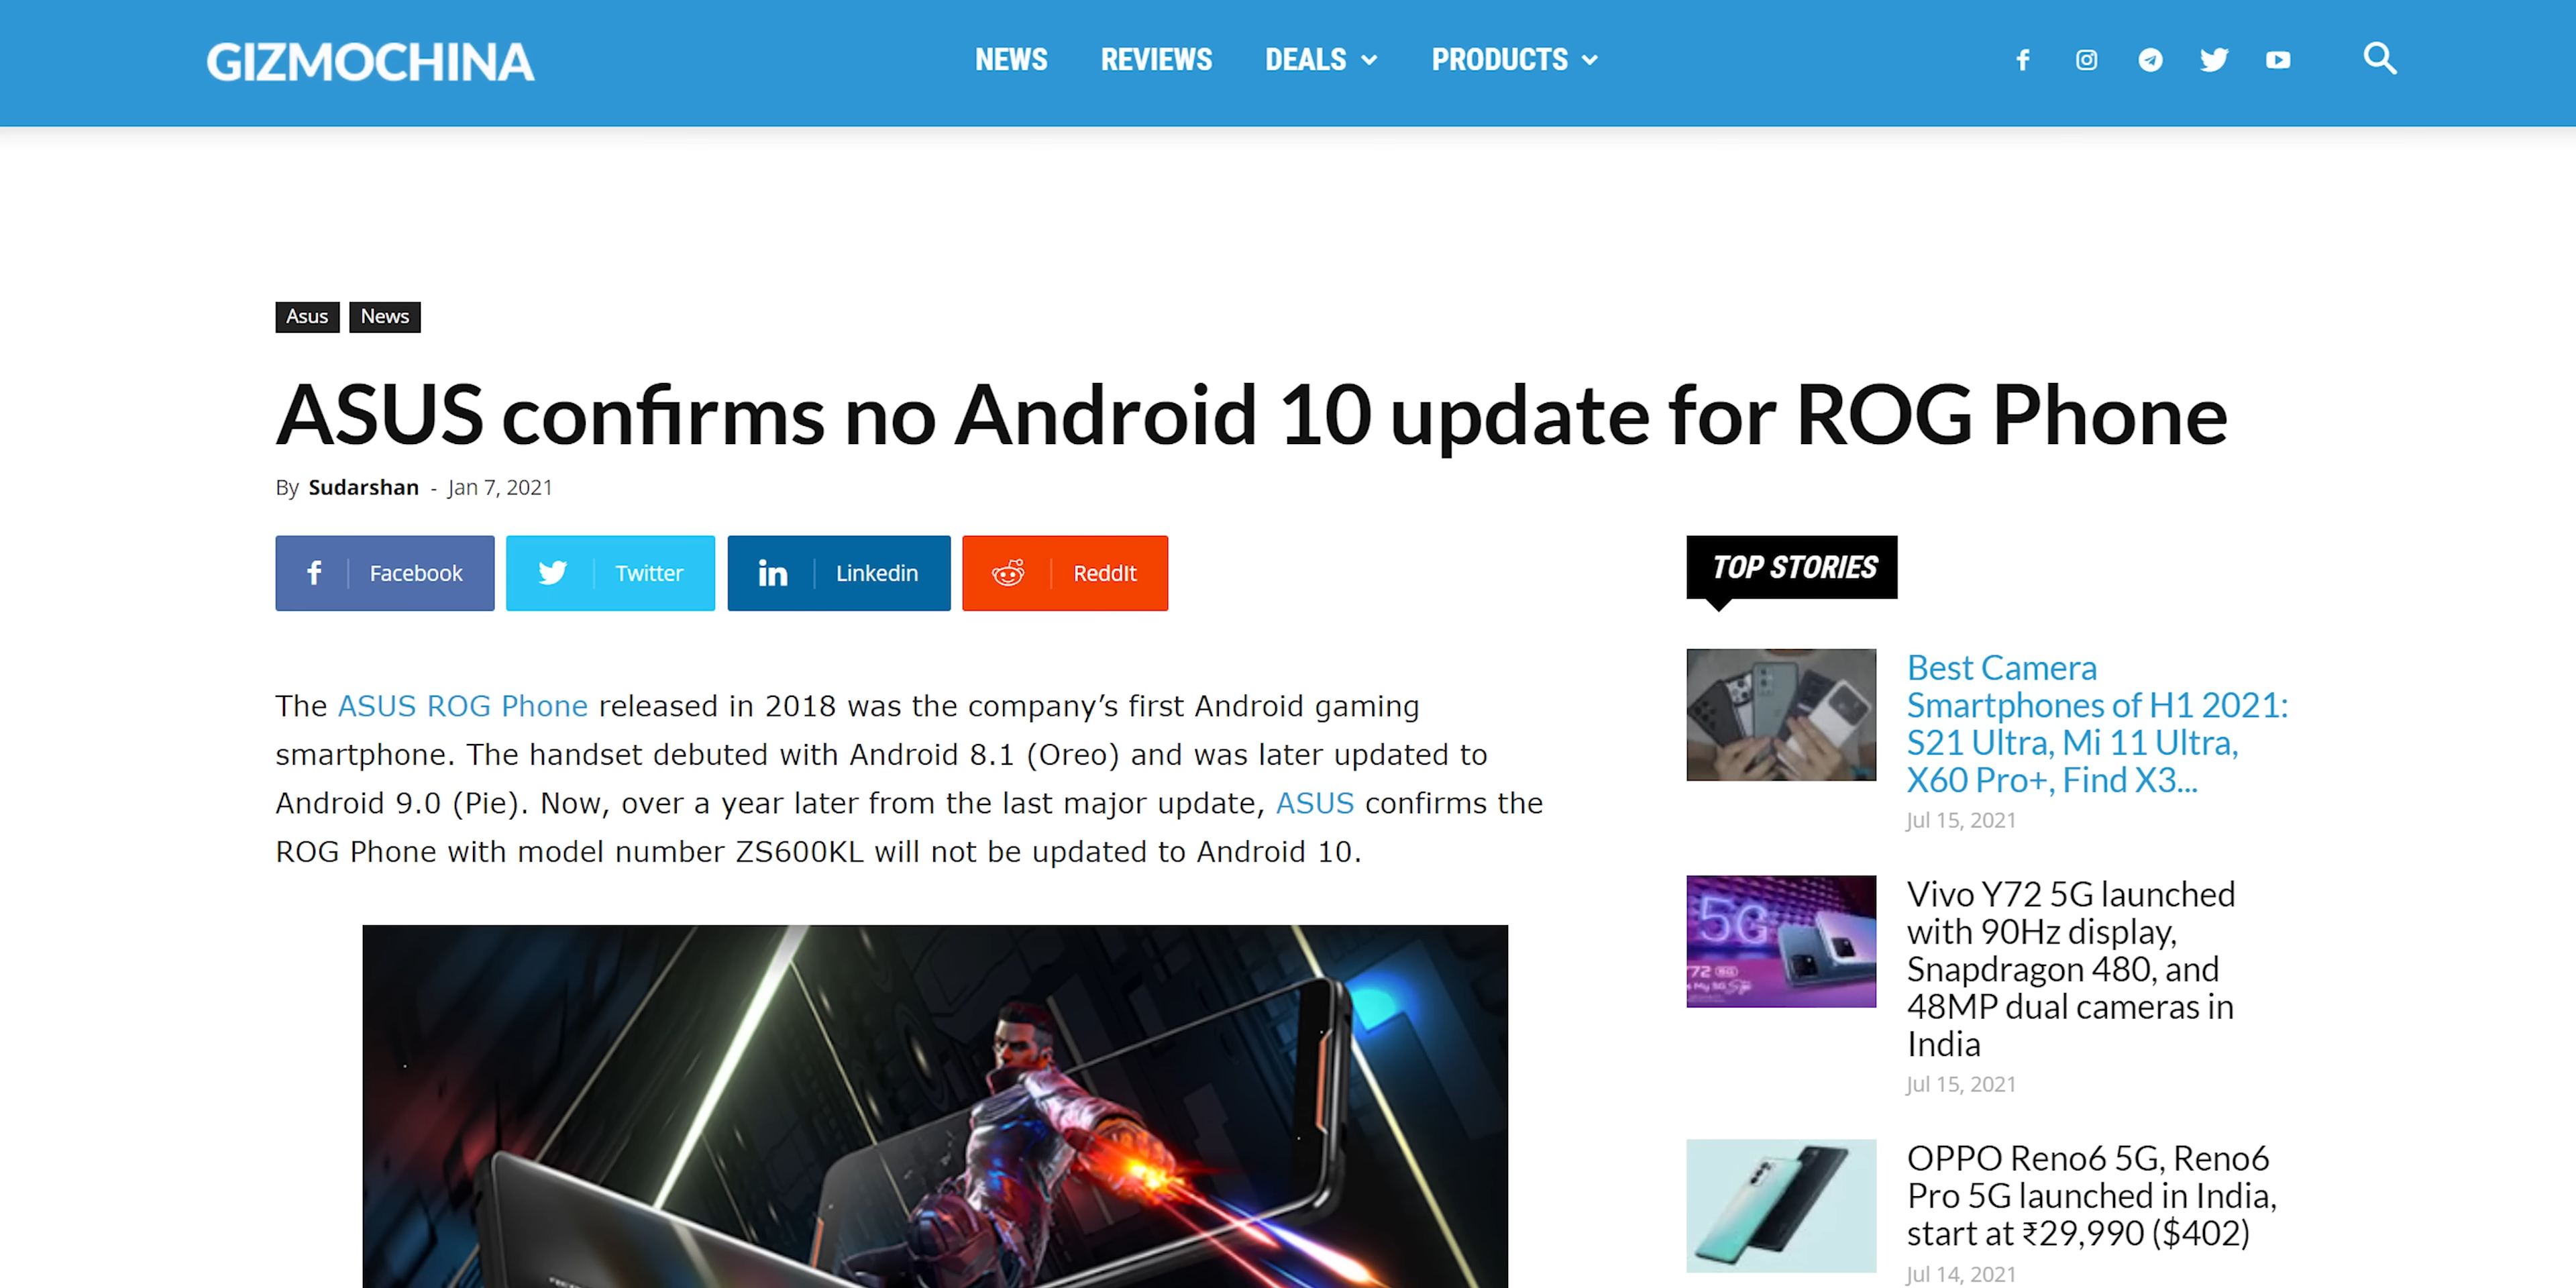 GIZMOCHINA
NEWS REVIEWS DEALS PRODUCTS
Asus News
ASUS confirms no Android 10 update for ROG Phone
By Sudarshan - Jan 7, 2021
Facebook Twitter Linkedin ReddIt
The ASUS ROG Phone released in 2018 was the company’s first Android gaming
smartphone. The handset debuted with Android 8.1 (Oreo) and was later updated to
Android 9.0 (Pie). Now, over a year later from the last major update, ASUS confirms the
ROG Phone with model number ZS600KL will not be updated to Android 10.
TOP STORIES
Best Camera
Smartphones of H1 2021:
S21 Ultra, Mi 11 Ultra,
X60 Pro+, Find X3...
Jul 15, 2021
5G
Vivo Y72 5G launched
with 90Hz display,
Snapdragon 480, and
48MP dual cameras in
India
Jul 15, 2021
OPPO Reno6 5G, Reno6
Pro 5G launched in India,
start at ₹29,990 ($402)
Jul 14, 2021